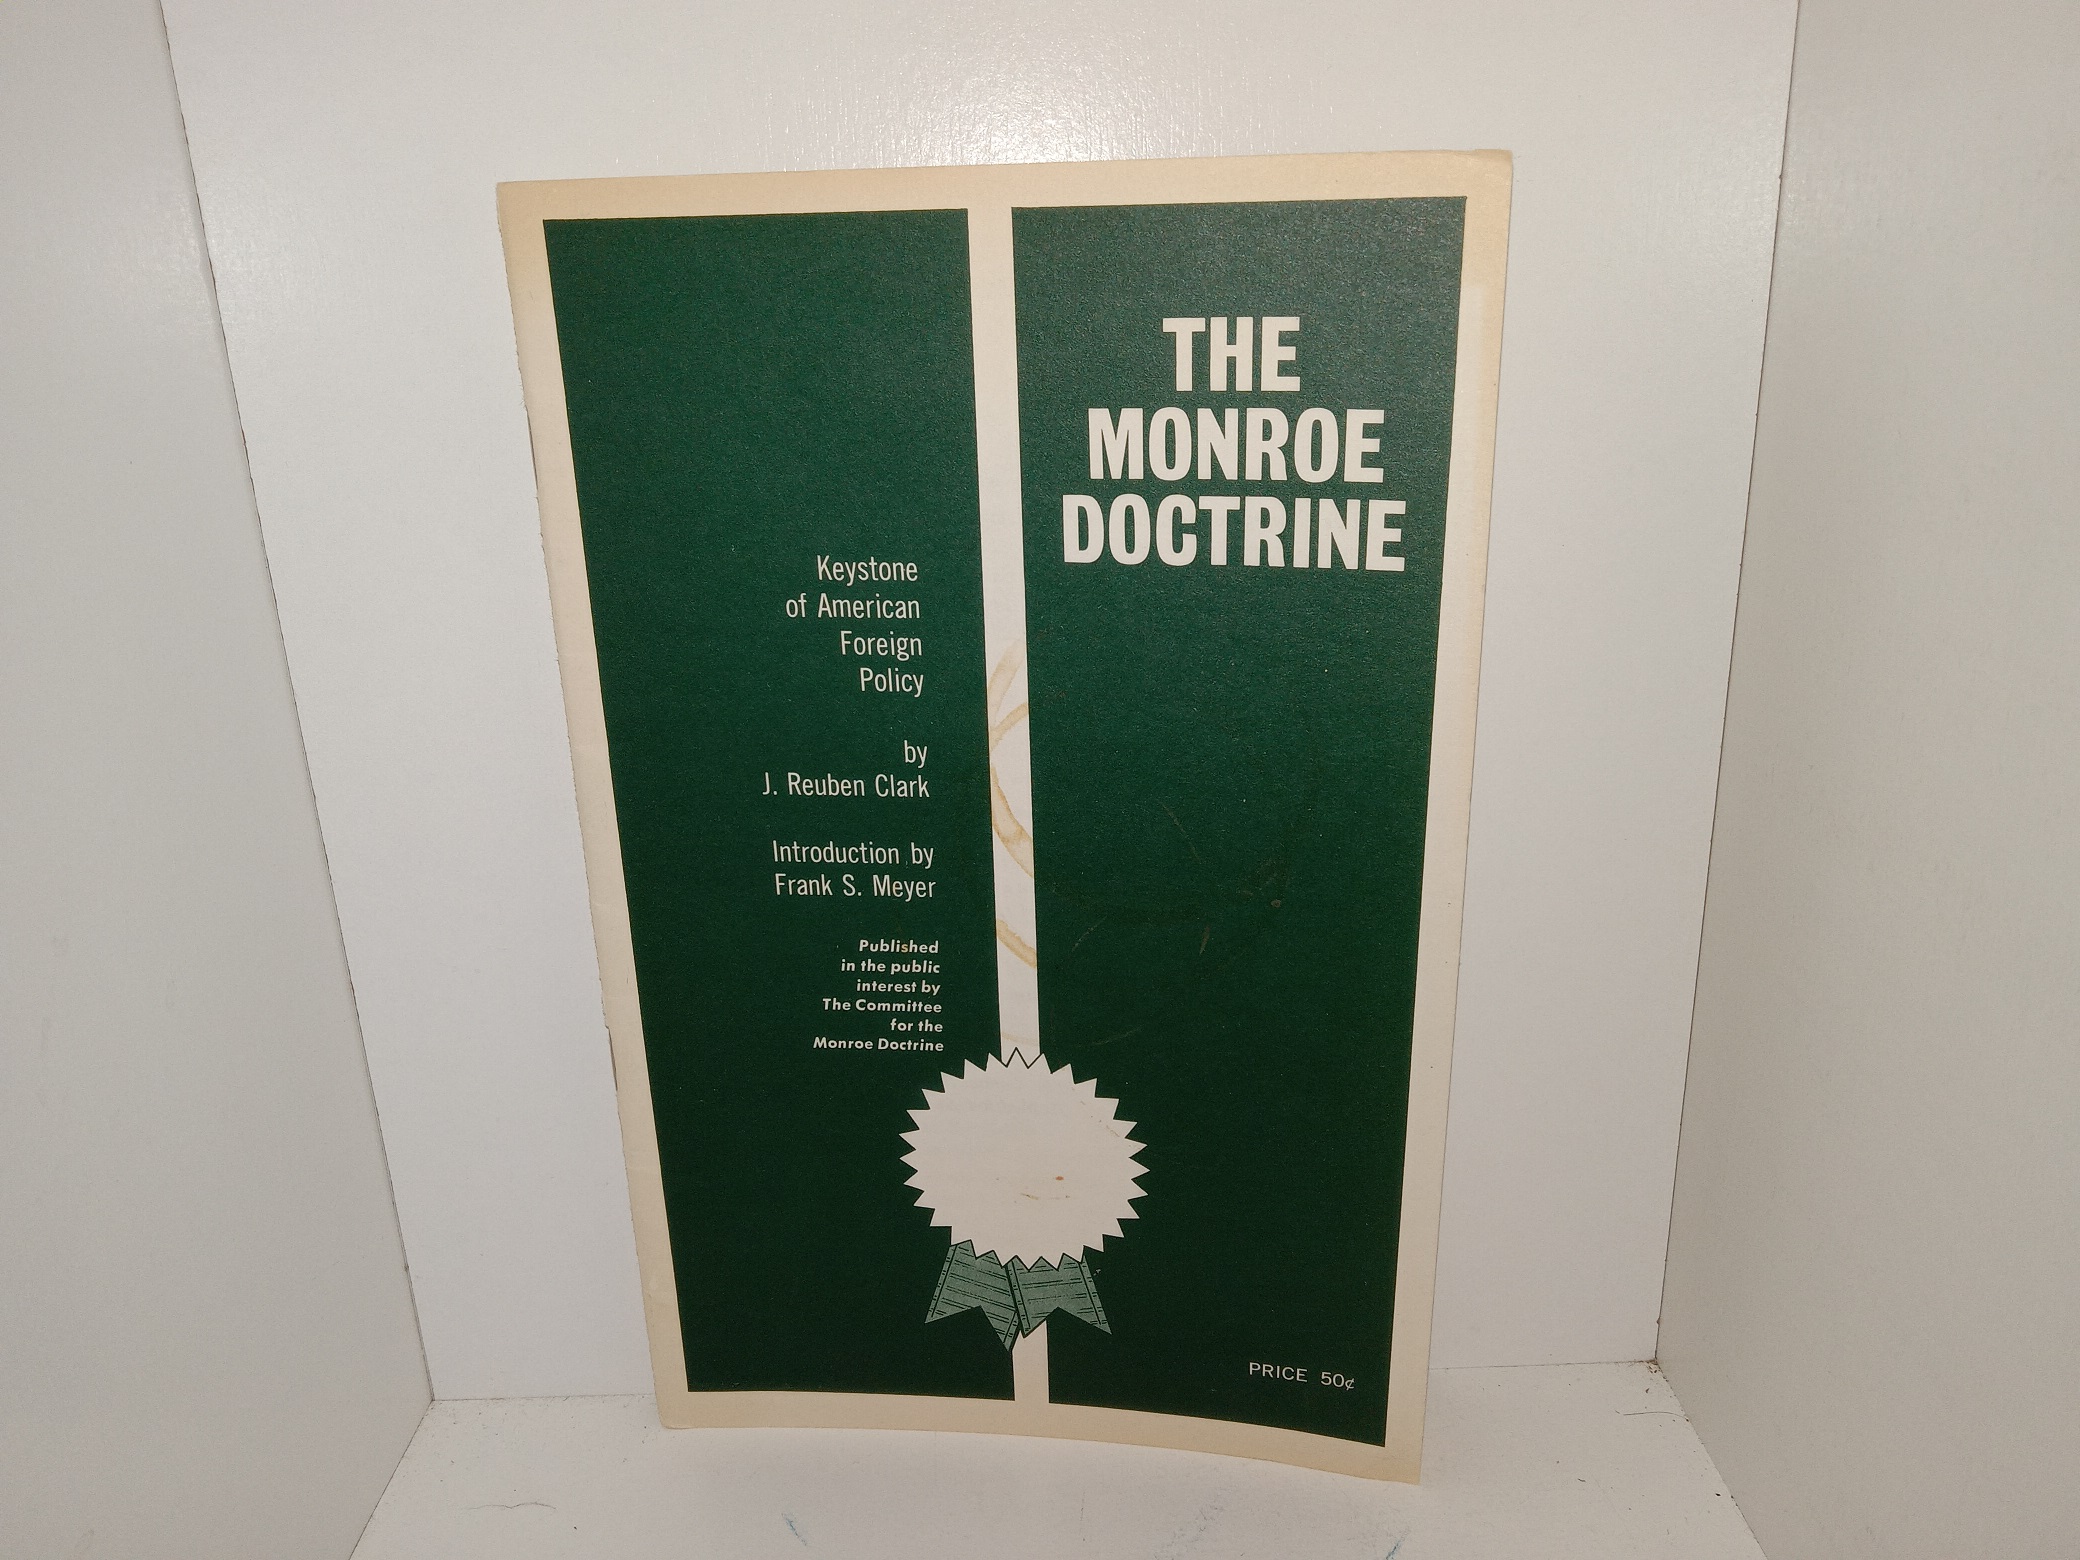 THE
MONROE
DOCTRINE
Keystone
of American
Foreign
Policy
by
J. Reuben Clark
Introduction by
Frank S. Meyer
Published
in the public
interest by
The Committee
for the
Monroe Doctrine
PRICE 50¢